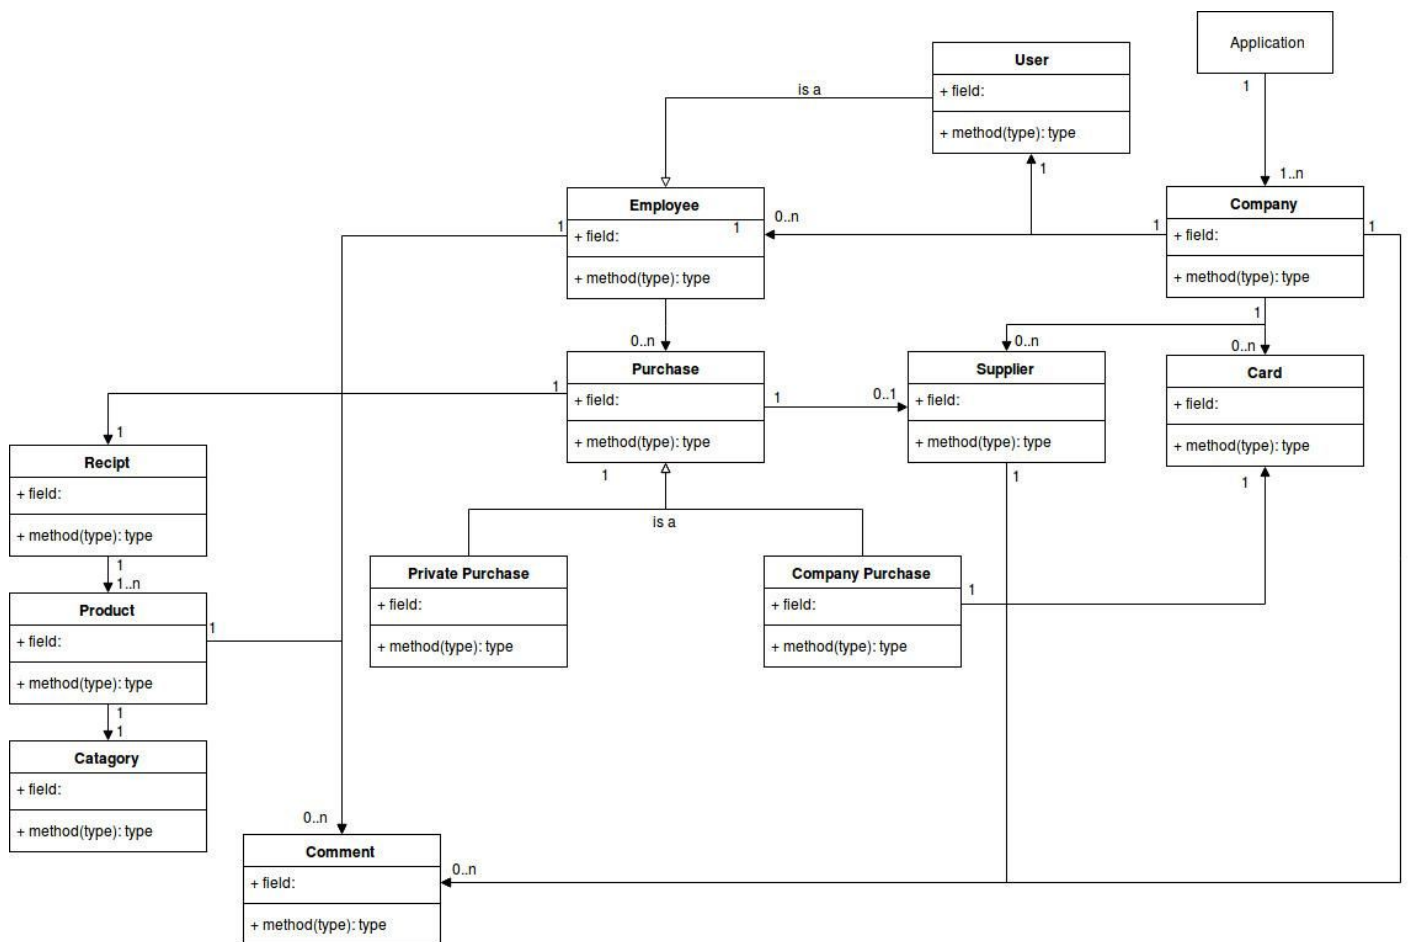 Application
User
+ field:
+ method(type): type
is a
1
1
1..n
Employee
+ field:
+ method(type): type
1
1
0..n
Company
+ field:
+ method(type): type
1
1
1
0..n
0..n
0..n
Purchase
+ field:
+ method(type): type
1
1
0..1
1
Supplier
+ field:
+ method(type): type
1
Card
+ field:
+ method(type): type
1
1
Recipt
+ field:
+ method(type): type
1
1..n
is a
Private Purchase
+ field:
+ method(type): type
Company Purchase
+ field:
+ method(type): type
1
Product
+ field:
+ method(type): type
1
1
1
Catagory
+ field:
+ method(type): type
0..n
Comment
+ field:
+ method(type): type
0..n